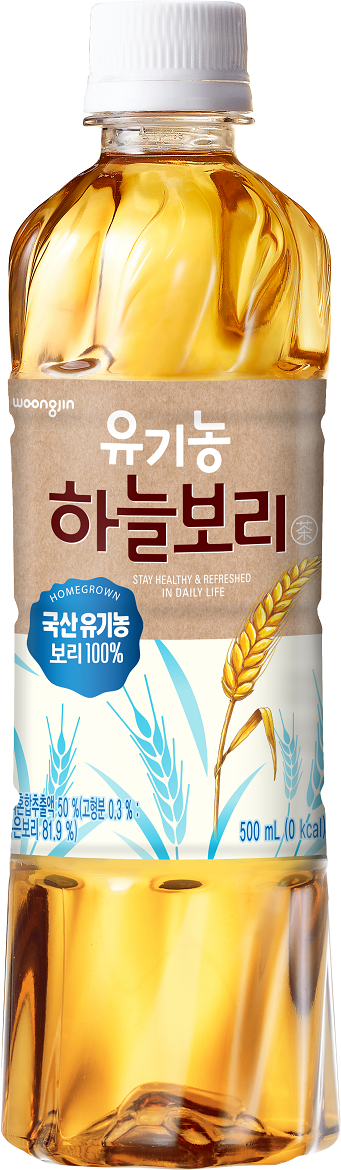 woongjin
유기농
하늘보리 茶
STAY HEALTHY & REFRESHED
IN DAILY LIFE
HOMEGROWN
국산 유기농
보리 100%
혼합추출액 50 %(고형분 0.3 % :
은보리 81.9 %)
500 mL (0 kcal)